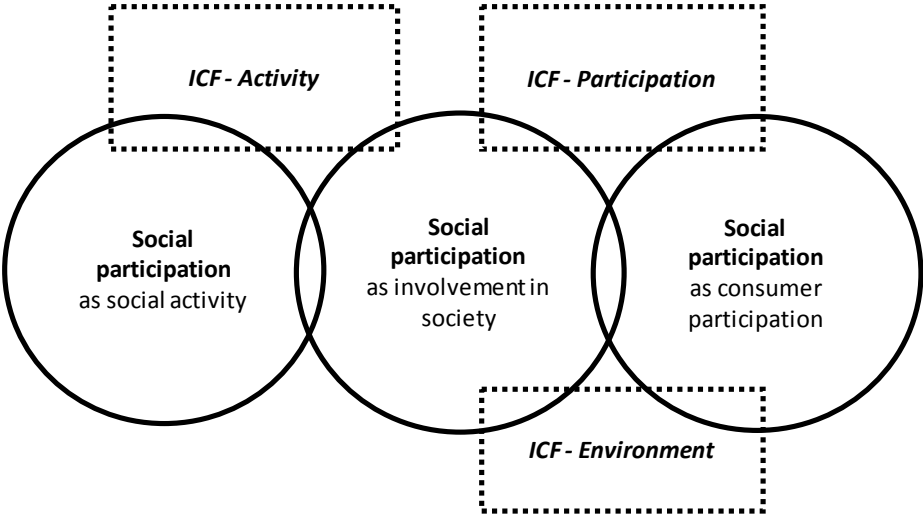 ICF - Activity
ICF - Participation
Social
participation
as social activity
Social
participation
as involvement in
society
Social
participation
as consumer
participation
ICF - Environment